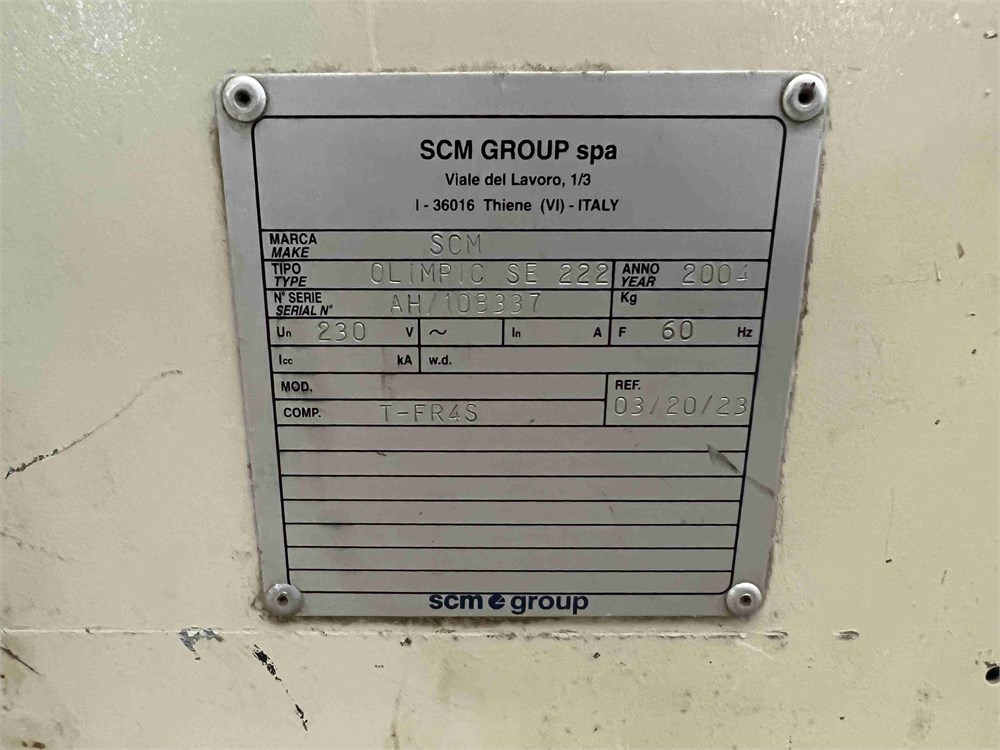 SCM GROUP spa
Viale del Lavoro, 1/3
I - 36016 Thiene (VI) - ITALY
MARCA
MAKE
SCM
TIPO
TYPE
OLIMPIC SE 222
ANNO
YEAR
2004
N° SERIE
SERIAL N°
AH/108337
Kg
Un 230 V ~ In A F 60 Hz
Icc kA w.d.
MOD.
REF.
03/20/23
COMP. T-FR4S
scm group